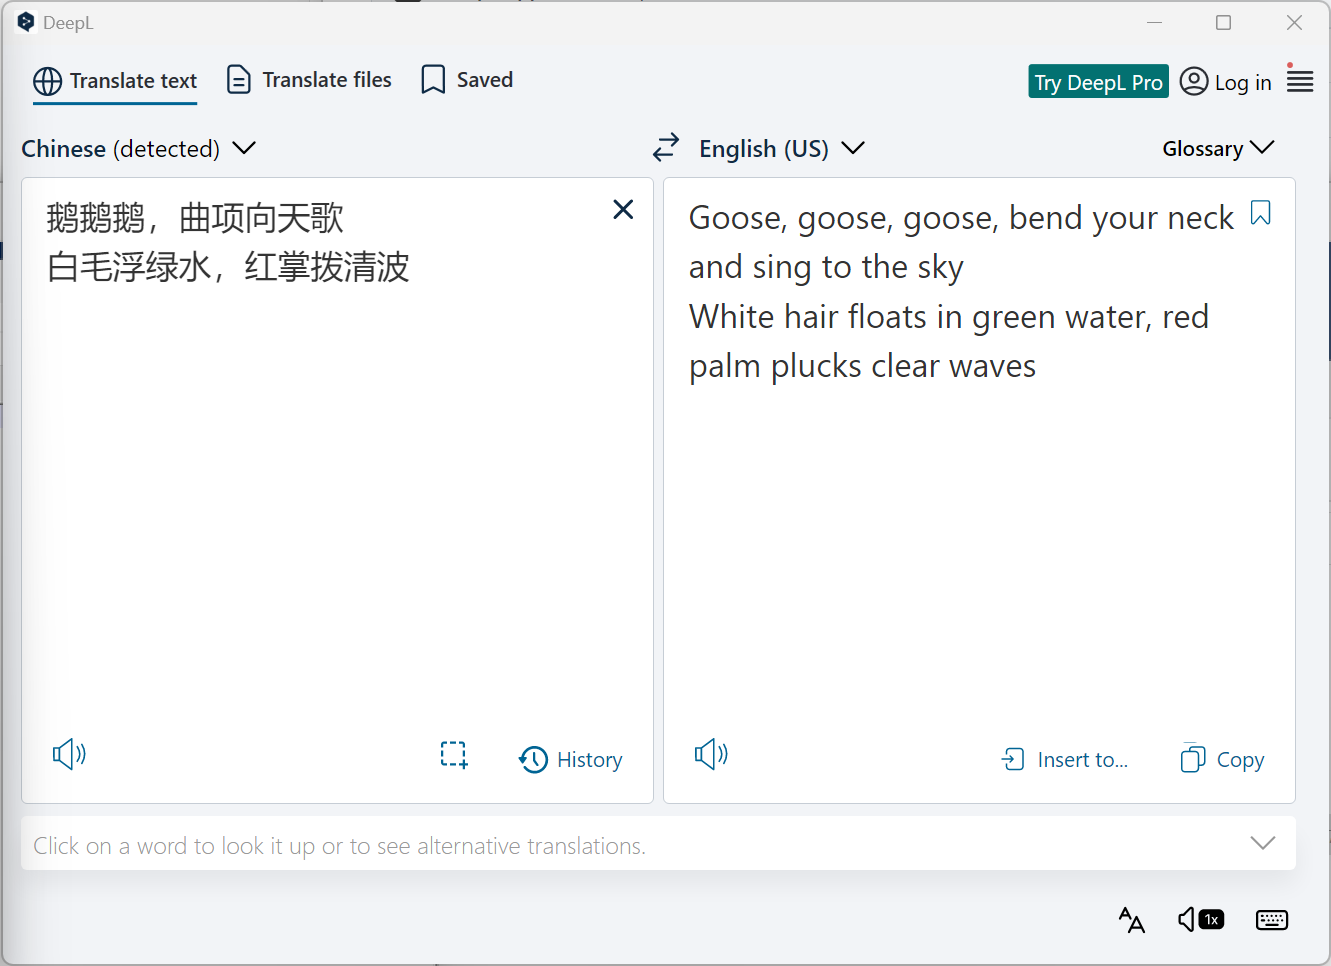 DeepL
Translate text
Translate files
Saved
Try DeepL Pro
Log in
Chinese (detected)
English (US)
Glossary
鹅鹅鹅，曲项向天歌
白毛浮绿水，红掌拨清波
Goose, goose, goose, bend your neck
and sing to the sky
White hair floats in green water, red
palm plucks clear waves
History
Insert to...
Copy
Click on a word to look it up or to see alternative translations.
AA
1x